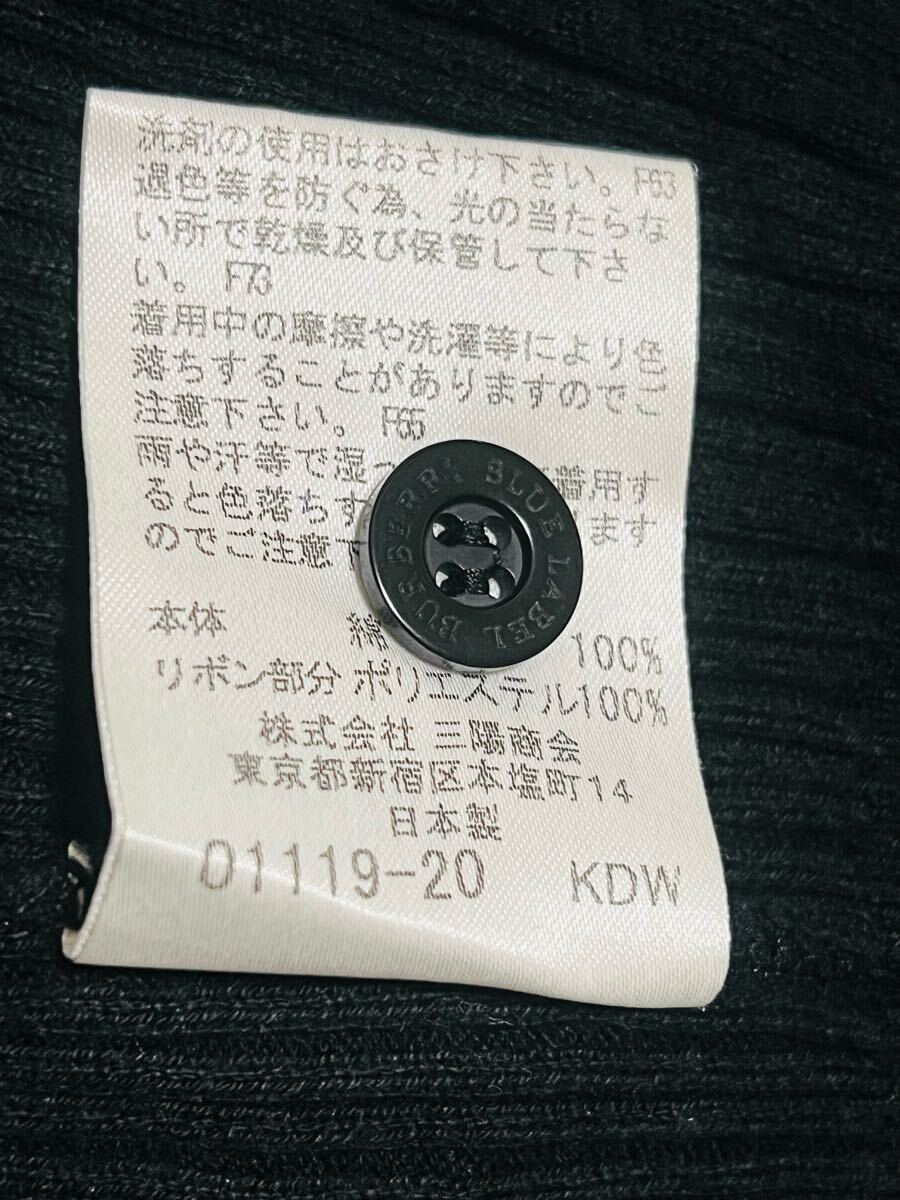 洗剤の使用はおさけ下さい。F63
退色等を防ぐ為、光の当たらな
い所で乾燥及び保管して下さ
い。 F73
着用中の摩擦や洗濯等により色
落ちすることがありますのでご
注意下さい。 F65
雨や汗等で湿っ 着用す
ると色落ちす ます
のでご注意下
BURBERRY BLUE LABEL
本体 綿 100%
リボン部分 ポリエステル100%
株式会社 三陽商会
東京都新宿区本塩町14
日本製
D1119-20 KDW